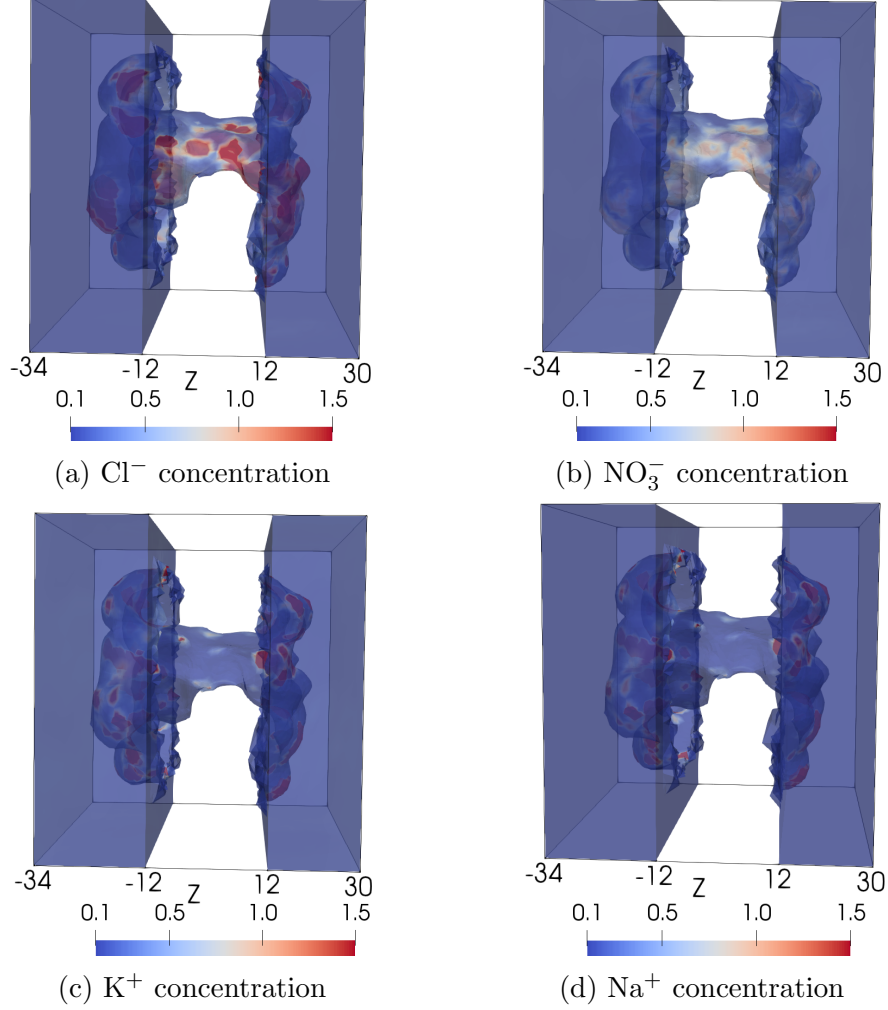 -34 -12 Z 12 30
0.1 0.5 1.0 1.5
(a) Cl⁻ concentration
-34 -12 Z 12 30
0.1 0.5 1.0 1.5
(b) NO₃⁻ concentration
-34 -12 Z 12 30
0.1 0.5 1.0 1.5
(c) K⁺ concentration
-34 -12 Z 12 30
0.1 0.5 1.0 1.5
(d) Na⁺ concentration